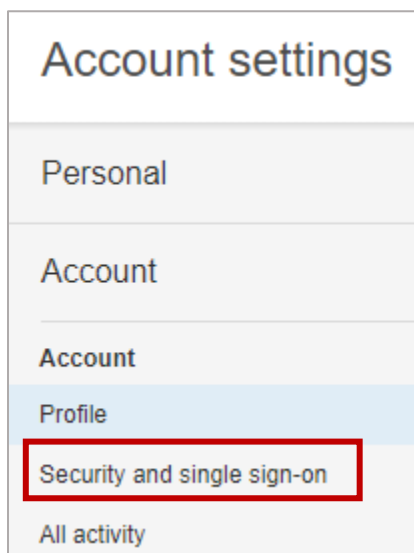 Account settings
Personal
Account
Account
Profile
Security and single sign-on
All activity